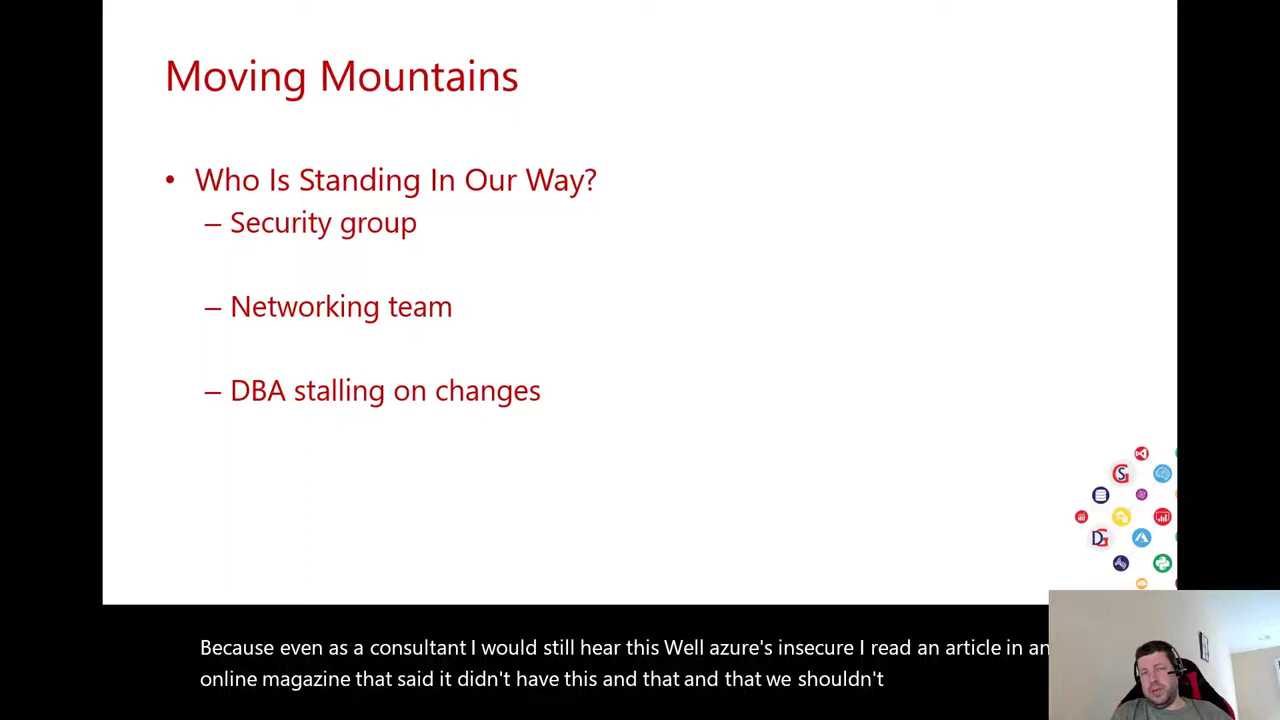 Moving Mountains
• Who Is Standing In Our Way?
– Security group
– Networking team
– DBA stalling on changes
SG
DG
Because even as a consultant I would still hear this Well azure's insecure I read an article in an
online magazine that said it didn't have this and that and that we shouldn't